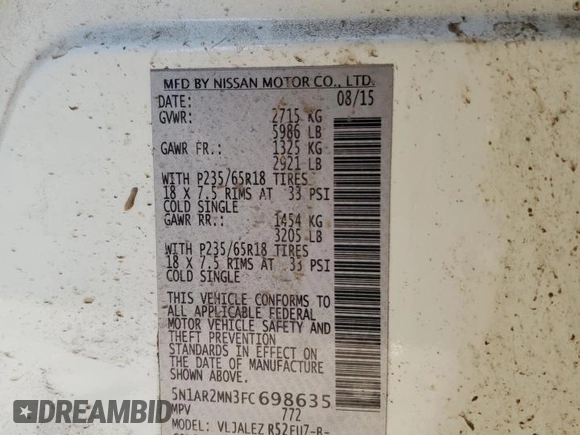 MFD BY NISSAN MOTOR CO., LTD.
DATE: 08/15
GVWR: 2715 KG
5986 LB
GAWR FR.: 1325 KG
2921 LB
WITH P235/65R18 TIRES
18 X 7.5 RIMS AT 33 PSI
COLD SINGLE
GAWR RR.: 1454 KG
3205 LB
WITH P235/65R18 TIRES
18 X 7.5 RIMS AT 33 PSI
COLD SINGLE
THIS VEHICLE CONFORMS TO
ALL APPLICABLE FEDERAL
MOTOR VEHICLE SAFETY AND
THEFT PREVENTION
STANDARDS IN EFFECT ON
THE DATE OF MANUFACTURE
SHOWN ABOVE.
5N1AR2MN3FC698635
MPV 772
MODEL: VLJALEZ R52EU7-B-
DREAMBID.COM